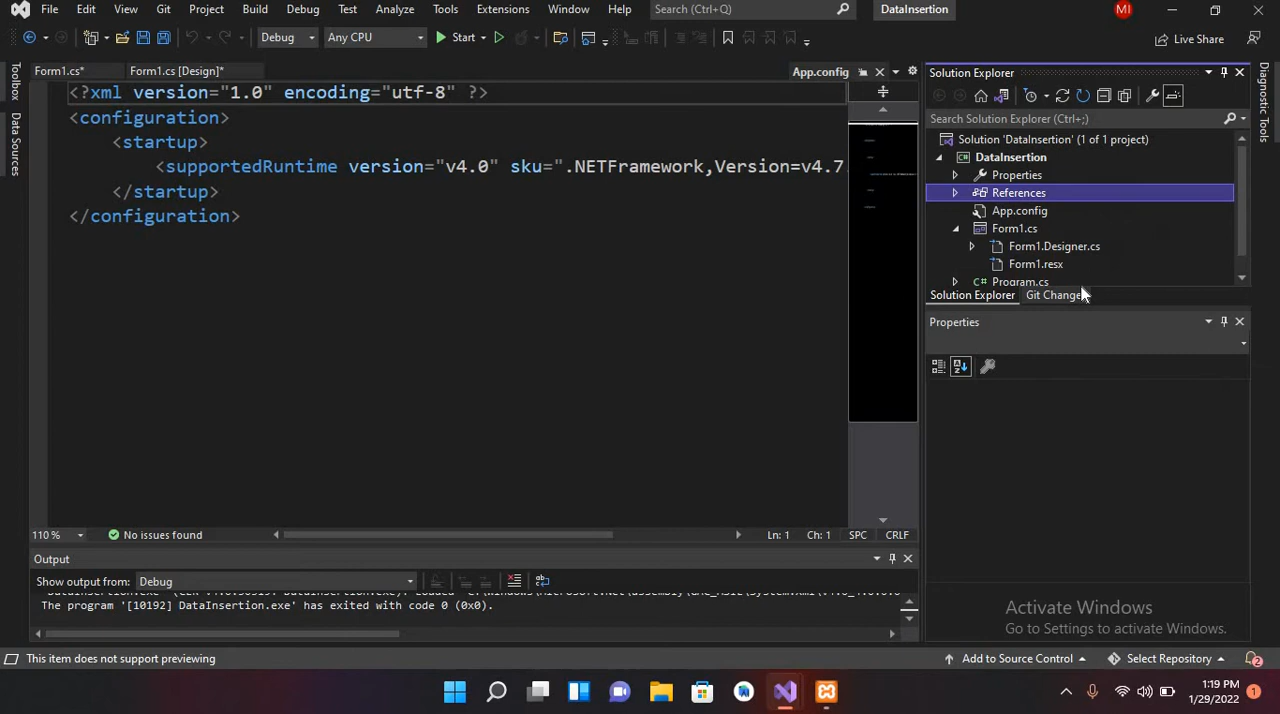 File Edit View Git Project Build Debug Test Analyze Tools Extensions Window Help Search (Ctrl+Q) DataInsertion MI
Debug Any CPU Start Live Share
Form1.cs* Form1.cs [Design]* App.config
Toolbox
Data Sources
<?xml version="1.0" encoding="utf-8" ?>
<configuration>
<startup>
<supportedRuntime version="v4.0" sku=".NETFramework,Version=v4.7.
</startup>
</configuration>
110 % No issues found Ln: 1 Ch: 1 SPC CRLF
Output
Show output from: Debug
The program '[10192] DataInsertion.exe' has exited with code 0 (0x0).
Solution Explorer
Search Solution Explorer (Ctrl+;)
Solution 'DataInsertion' (1 of 1 project)
DataInsertion
Properties
References
App.config
Form1.cs
Form1.Designer.cs
Form1.resx
C# Program.cs
Solution Explorer Git Change
Properties
Diagnostic Tools
Activate Windows
Go to Settings to activate Windows.
This item does not support previewing Add to Source Control Select Repository 2
1:19 PM
1/29/2022 1